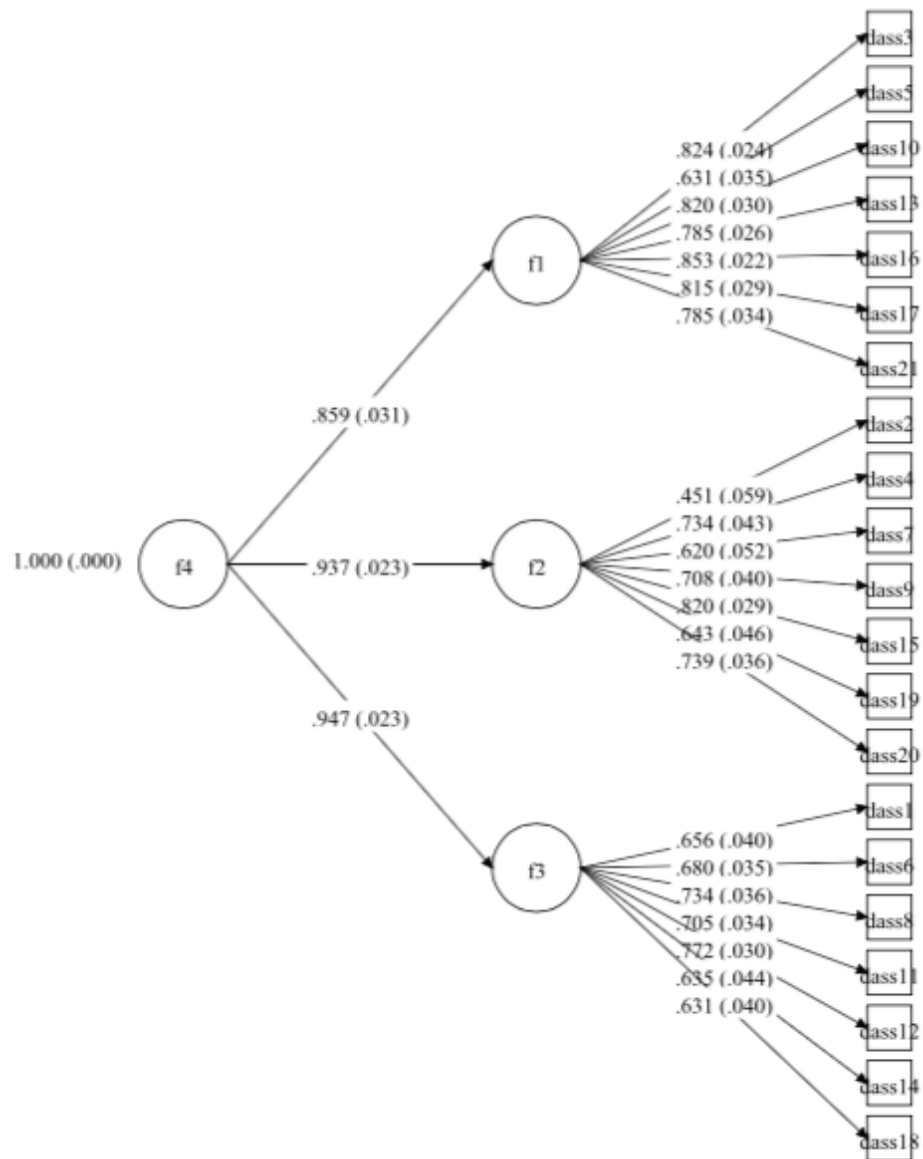 dass3
dass5
.824 (.024)
dass10
.631 (.035)
.820 (.030)
dass13
.785 (.026)
.853 (.022)
dass16
f1
.815 (.029)
dass17
.785 (.034)
dass21
.859 (.031)
dass2
dass4
.451 (.059)
.734 (.043)
dass7
.620 (.052)
1.000 (.000)
f4
.937 (.023)
f2
.708 (.040)
dass9
.820 (.029)
.643 (.046)
dass15
.739 (.036)
dass19
.947 (.023)
dass20
dass1
.656 (.040)
.680 (.035)
dass6
f3
.734 (.036)
.705 (.034)
dass8
.772 (.030)
dass11
.635 (.044)
.631 (.040)
dass12
dass14
dass18